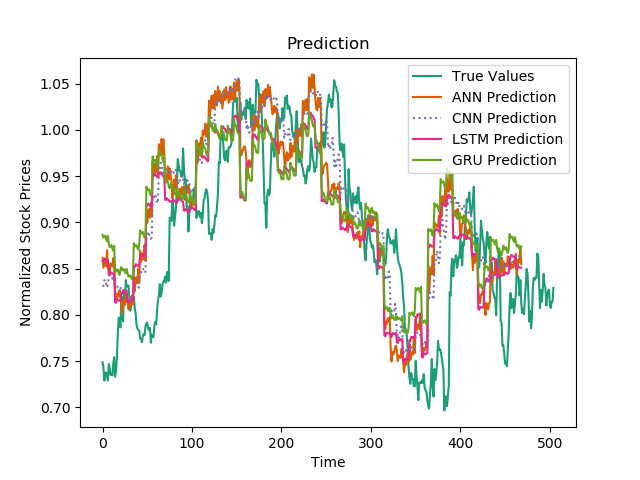 Prediction
True Values
ANN Prediction
CNN Prediction
LSTM Prediction
GRU Prediction
Normalized Stock Prices
1.05
1.00
0.95
0.90
0.85
0.80
0.75
0.70
0 100 200 300 400 500
Time